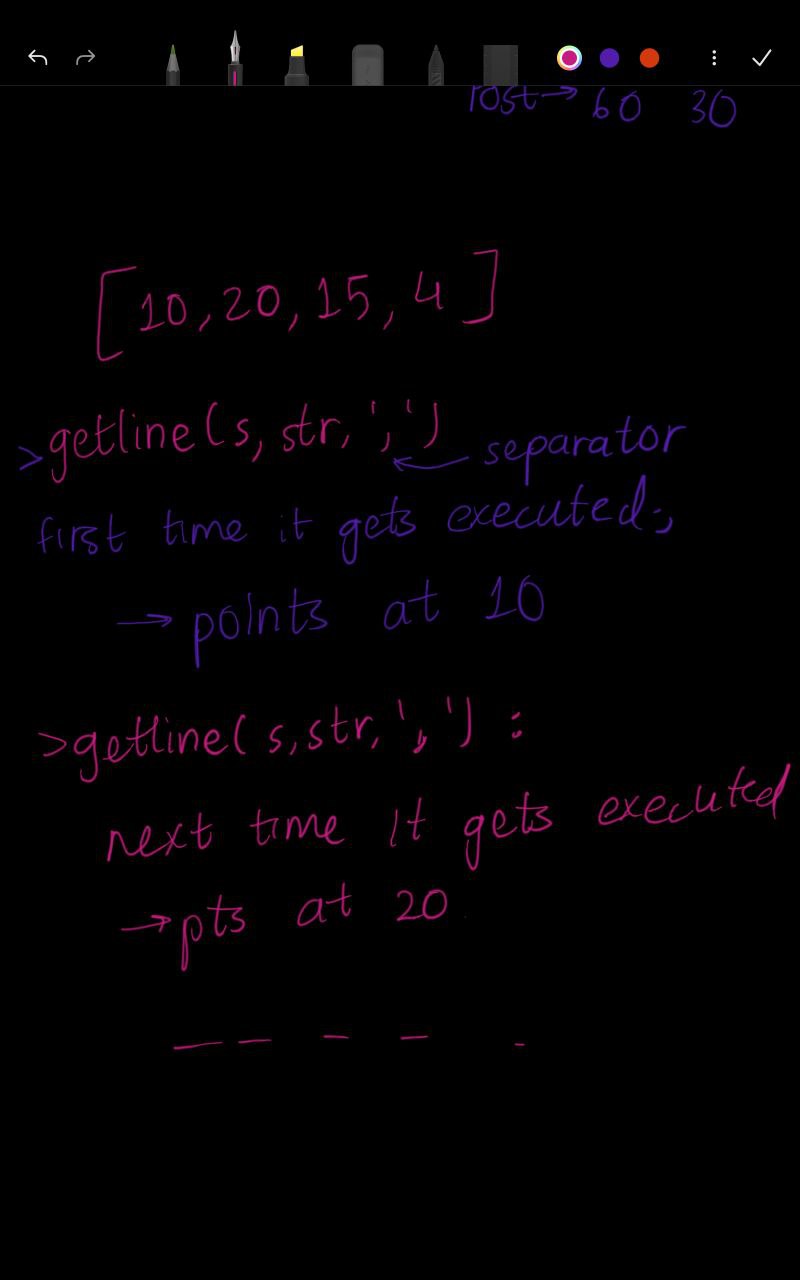 post→ 60 30
[10, 20, 15, 4]
>getline(s, str, ',')
← separator
first time it gets executed:,
→ points at 10
>getline(s,str,',') :
next time it gets executed
→pts at 20